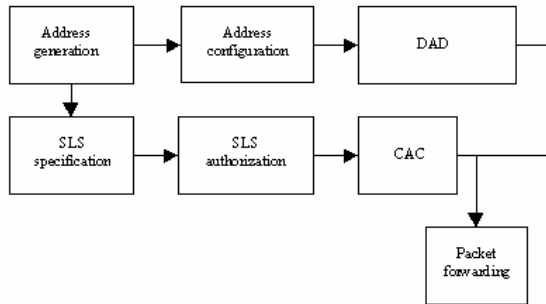 Address
generation
Address
configuration
DAD
SLS
specification
SLS
authorization
CAC
Packet
forwarding